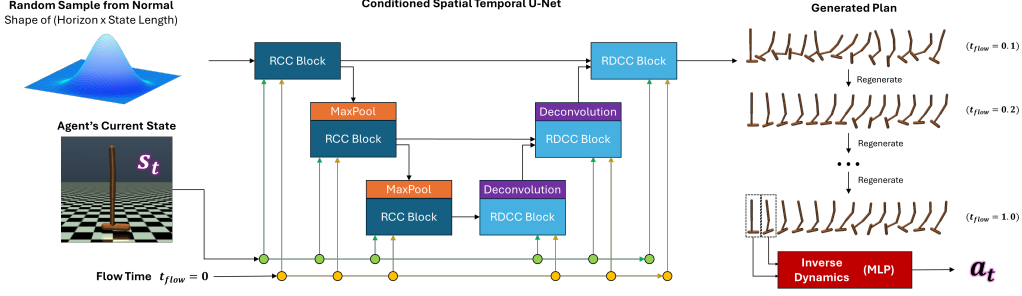 Random Sample from Normal
Shape of (Horizon x State Length)
Agent's Current State
s_t
Flow Time t_flow = 0
Conditioned Spatial Temporal U-Net
RCC Block
RDCC Block
MaxPool
RCC Block
Deconvolution
RDCC Block
MaxPool
RCC Block
Deconvolution
RDCC Block
Generated Plan
(t_flow = 0.1)
Regenerate
(t_flow = 0.2)
Regenerate
•••
Regenerate
(t_flow = 1.0)
Inverse
Dynamics (MLP)
a_t